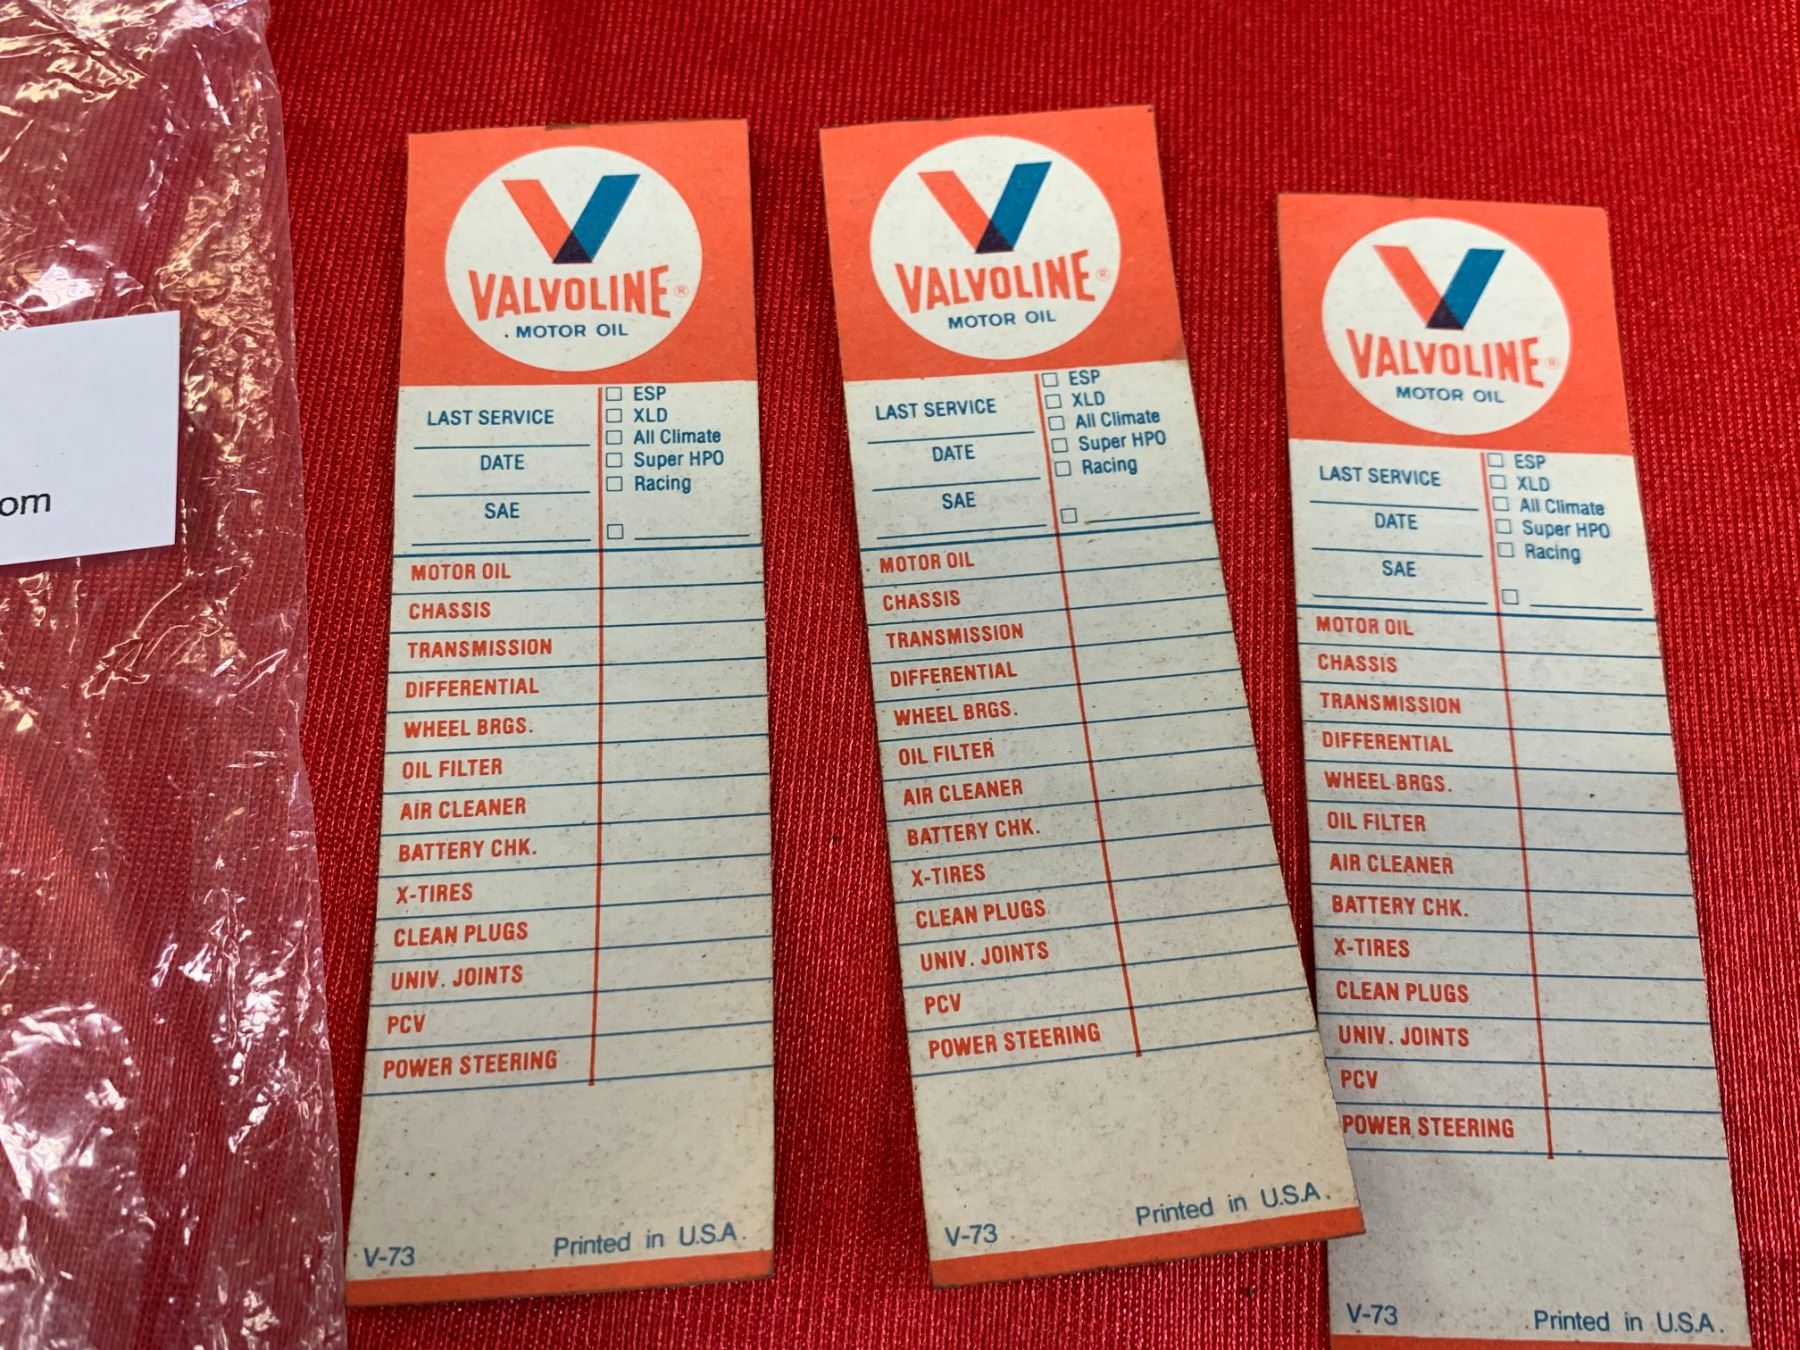 om
VALVOLINE®
MOTOR OIL
LAST SERVICE
DATE
SAE
ESP
XLD
All Climate
Super HPO
Racing
MOTOR OIL
CHASSIS
TRANSMISSION
DIFFERENTIAL
WHEEL BRGS.
OIL FILTER
AIR CLEANER
BATTERY CHK.
X-TIRES
CLEAN PLUGS
UNIV. JOINTS
PCV
POWER STEERING
V-73 Printed in U.S.A.
VALVOLINE®
MOTOR OIL
LAST SERVICE
DATE
SAE
ESP
XLD
All Climate
Super HPO
Racing
MOTOR OIL
CHASSIS
TRANSMISSION
DIFFERENTIAL
WHEEL BRGS.
OIL FILTER
AIR CLEANER
BATTERY CHK.
X-TIRES
CLEAN PLUGS
UNIV. JOINTS
PCV
POWER STEERING
V-73 Printed in U.S.A.
VALVOLINE®
MOTOR OIL
LAST SERVICE
DATE
SAE
ESP
XLD
All Climate
Super HPO
Racing
MOTOR OIL
CHASSIS
TRANSMISSION
DIFFERENTIAL
WHEEL BRGS.
OIL FILTER
AIR CLEANER
BATTERY CHK.
X-TIRES
CLEAN PLUGS
UNIV. JOINTS
PCV
POWER STEERING
V-73 Printed in U.S.A.